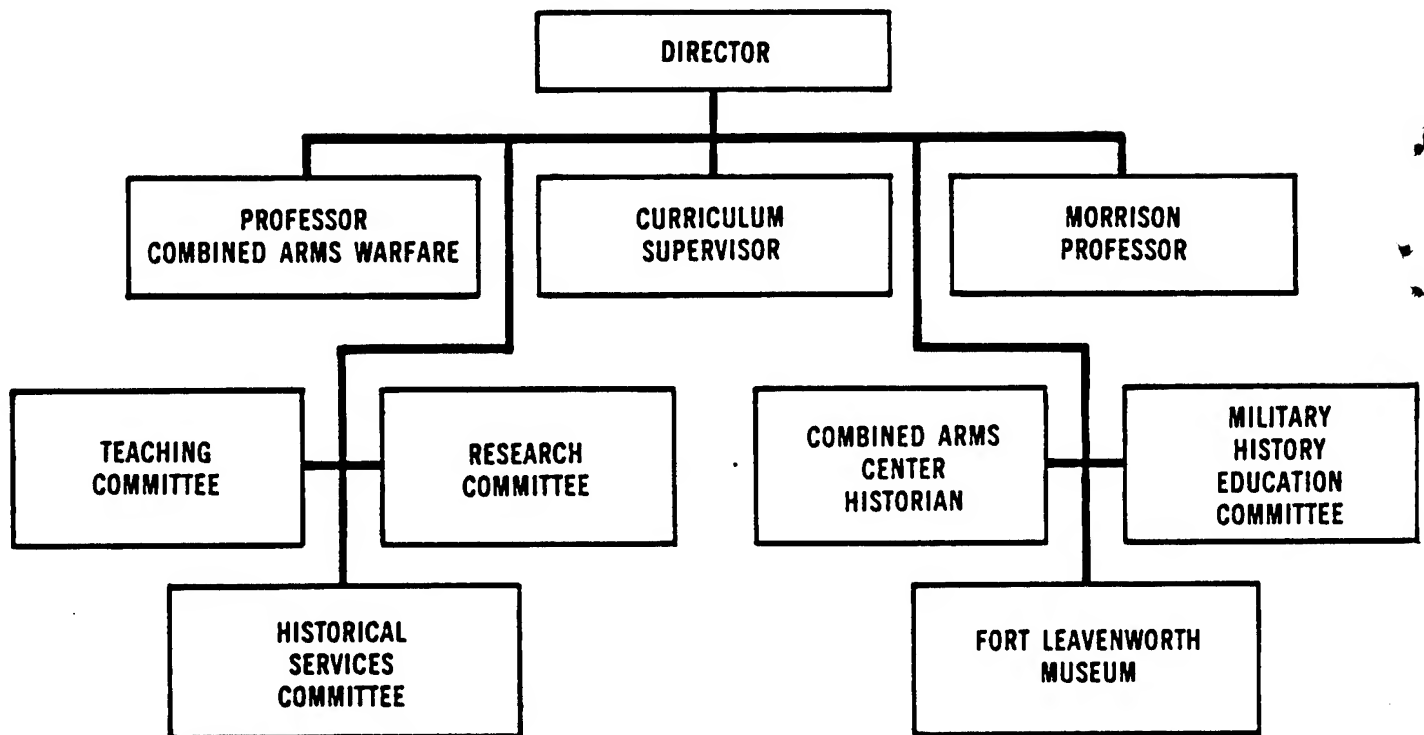 DIRECTOR
PROFESSOR
COMBINED ARMS WARFARE
CURRICULUM
SUPERVISOR
MORRISON
PROFESSOR
TEACHING
COMMITTEE
RESEARCH
COMMITTEE
COMBINED ARMS
CENTER
HISTORIAN
MILITARY
HISTORY
EDUCATION
COMMITTEE
HISTORICAL
SERVICES
COMMITTEE
FORT LEAVENWORTH
MUSEUM